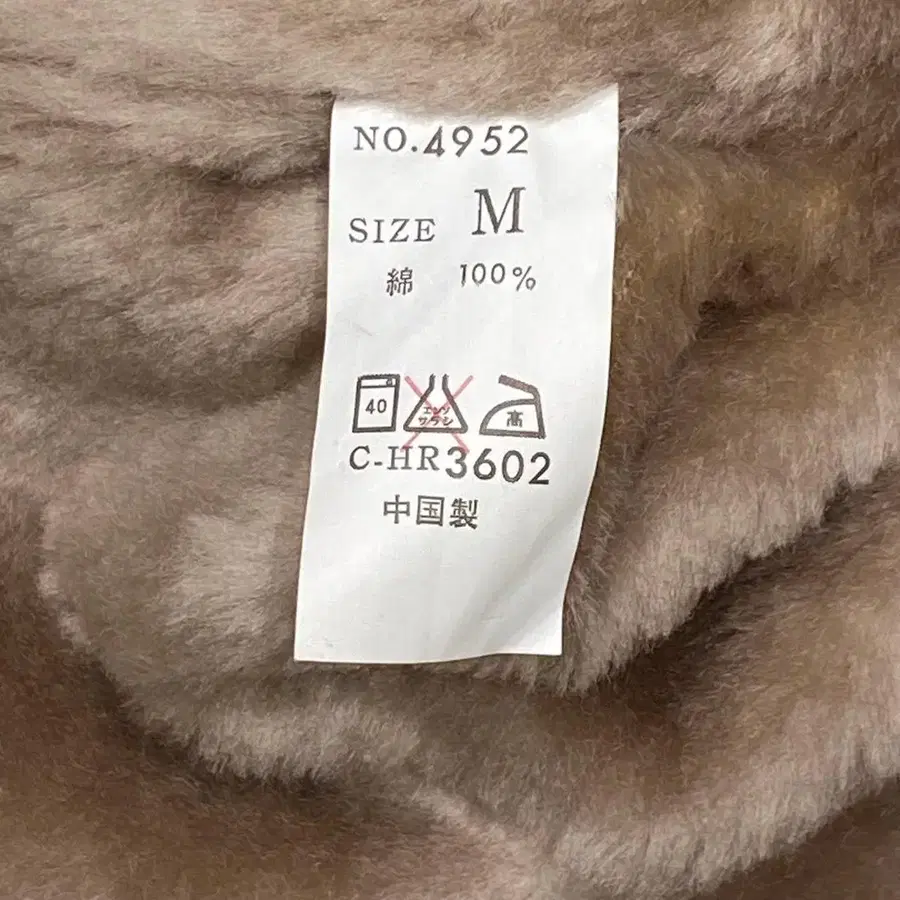 NO.4952
SIZE M
綿 100%
40 エンソ サラシ 高
C-HR3602
中国製